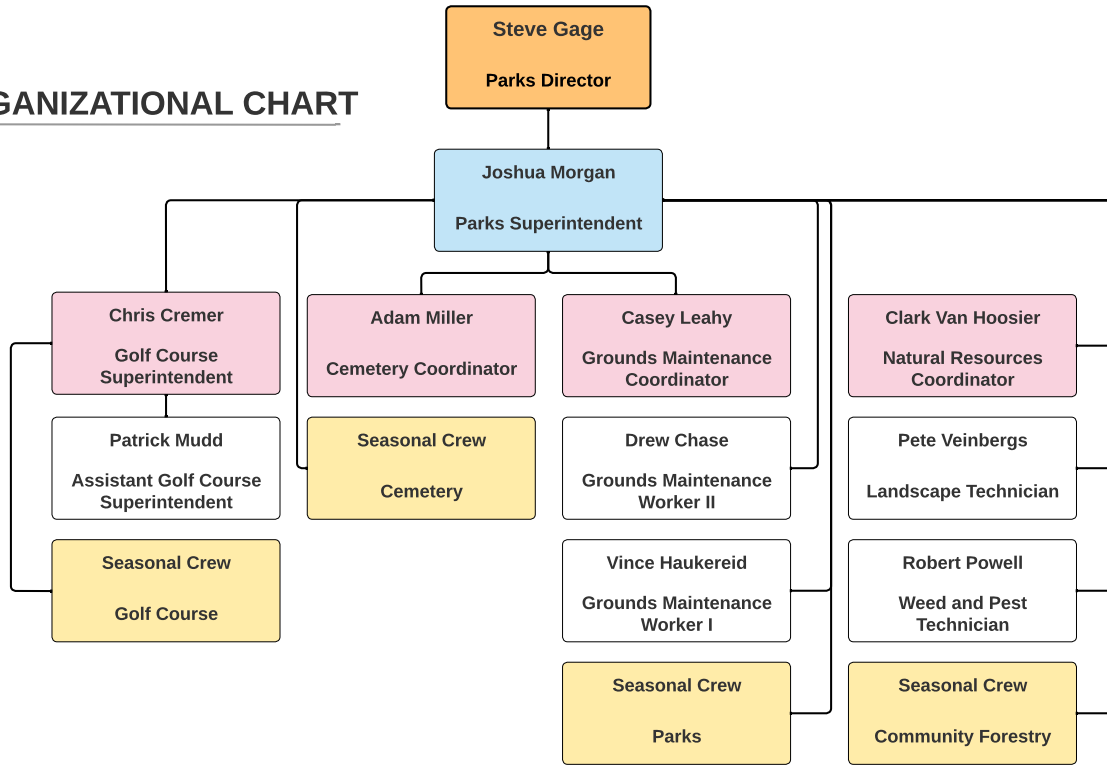 Steve Gage
Parks Director
GANIZATIONAL CHART
Joshua Morgan
Parks Superintendent
Chris Cremer
Golf Course
Superintendent
Adam Miller
Cemetery Coordinator
Casey Leahy
Grounds Maintenance
Coordinator
Clark Van Hoosier
Natural Resources
Coordinator
Patrick Mudd
Assistant Golf Course
Superintendent
Seasonal Crew
Cemetery
Drew Chase
Grounds Maintenance
Worker II
Pete Veinbergs
Landscape Technician
Seasonal Crew
Golf Course
Vince Haukereid
Grounds Maintenance
Worker I
Robert Powell
Weed and Pest
Technician
Seasonal Crew
Parks
Seasonal Crew
Community Forestry